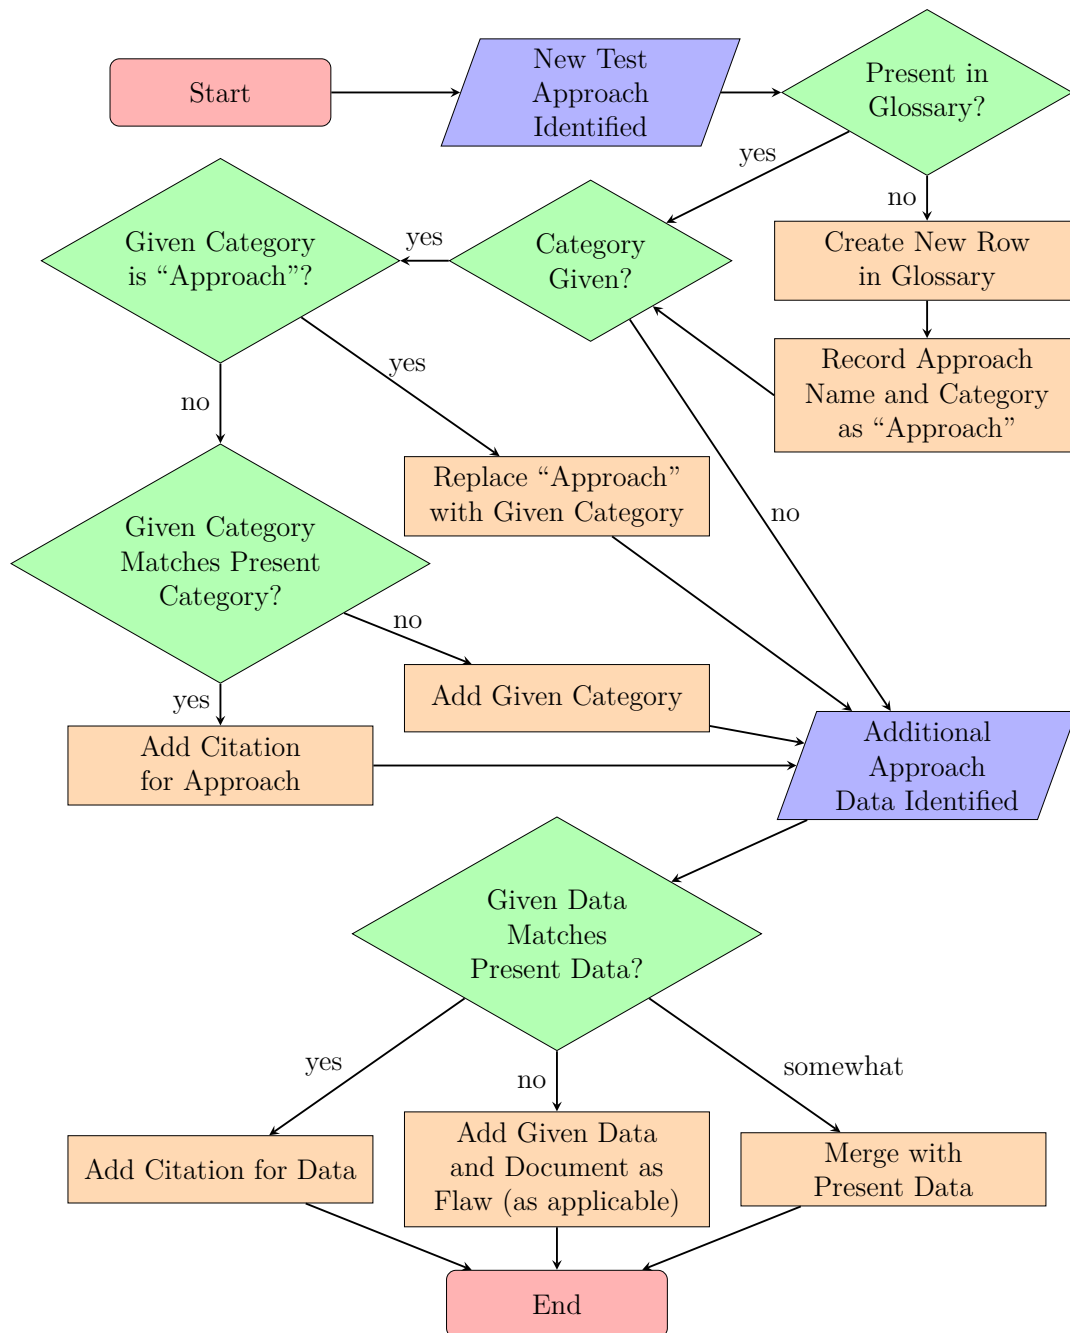 Start
New Test
Approach
Identified
Present in
Glossary?
yes
no
Given Category
is “Approach”?
yes
Category
Given?
Create New Row
in Glossary
Record Approach
Name and Category
as “Approach”
yes
no
no
Given Category
Matches Present
Category?
Replace “Approach”
with Given Category
no
yes
Add Given Category
Add Citation
for Approach
Additional
Approach
Data Identified
Given Data
Matches
Present Data?
yes
no
somewhat
Add Citation for Data
Add Given Data
and Document as
Flaw (as applicable)
Merge with
Present Data
End